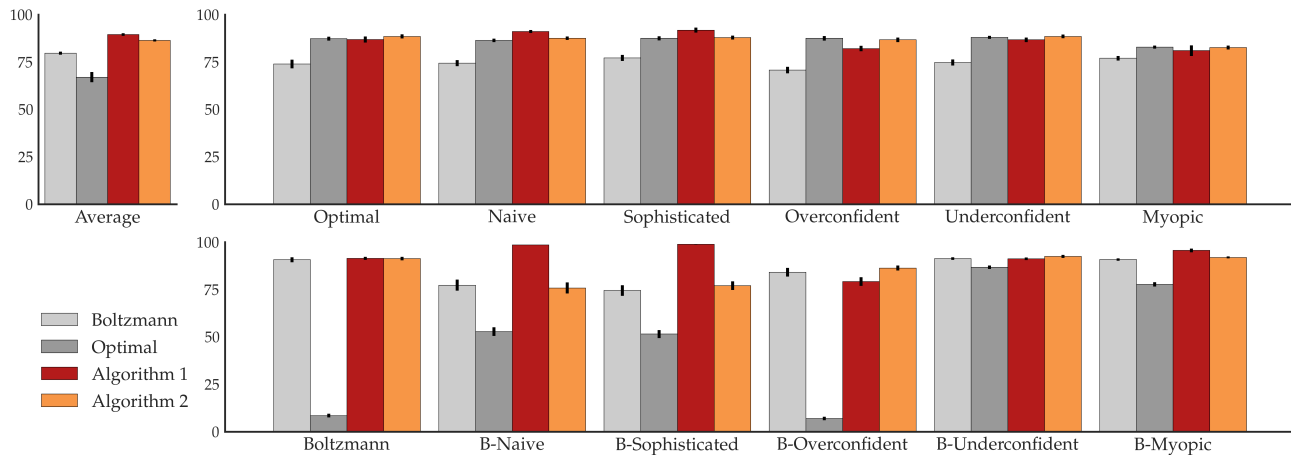 100
75
50
25
0
Average
100
75
50
25
0
Optimal Naive Sophisticated Overconfident Underconfident Myopic
Boltzmann
Optimal
Algorithm 1
Algorithm 2
100
75
50
25
0
Boltzmann B-Naive B-Sophisticated B-Overconfident B-Underconfident B-Myopic